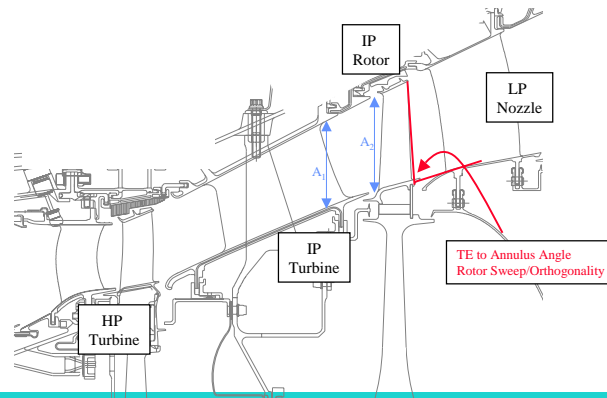 IP
Rotor
LP
Nozzle
A₂
A₁
IP
Turbine
TE to Annulus Angle
Rotor Sweep/Orthogonality
HP
Turbine